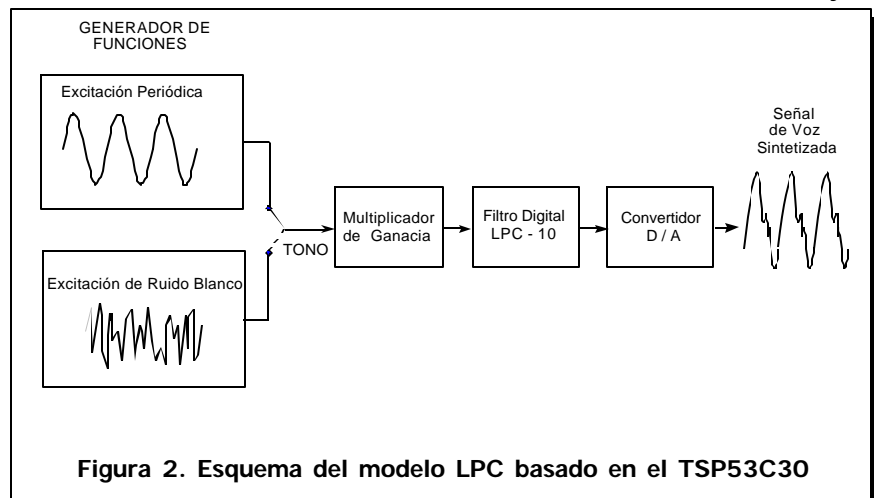 GENERADOR DE
FUNCIONES
Excitación Periódica
Excitación de Ruido Blanco
TONO
Multiplicador
de Ganacia
Filtro Digital
LPC - 10
Convertidor
D / A
Señal
de Voz
Sintetizada
Figura 2. Esquema del modelo LPC basado en el TSP53C30